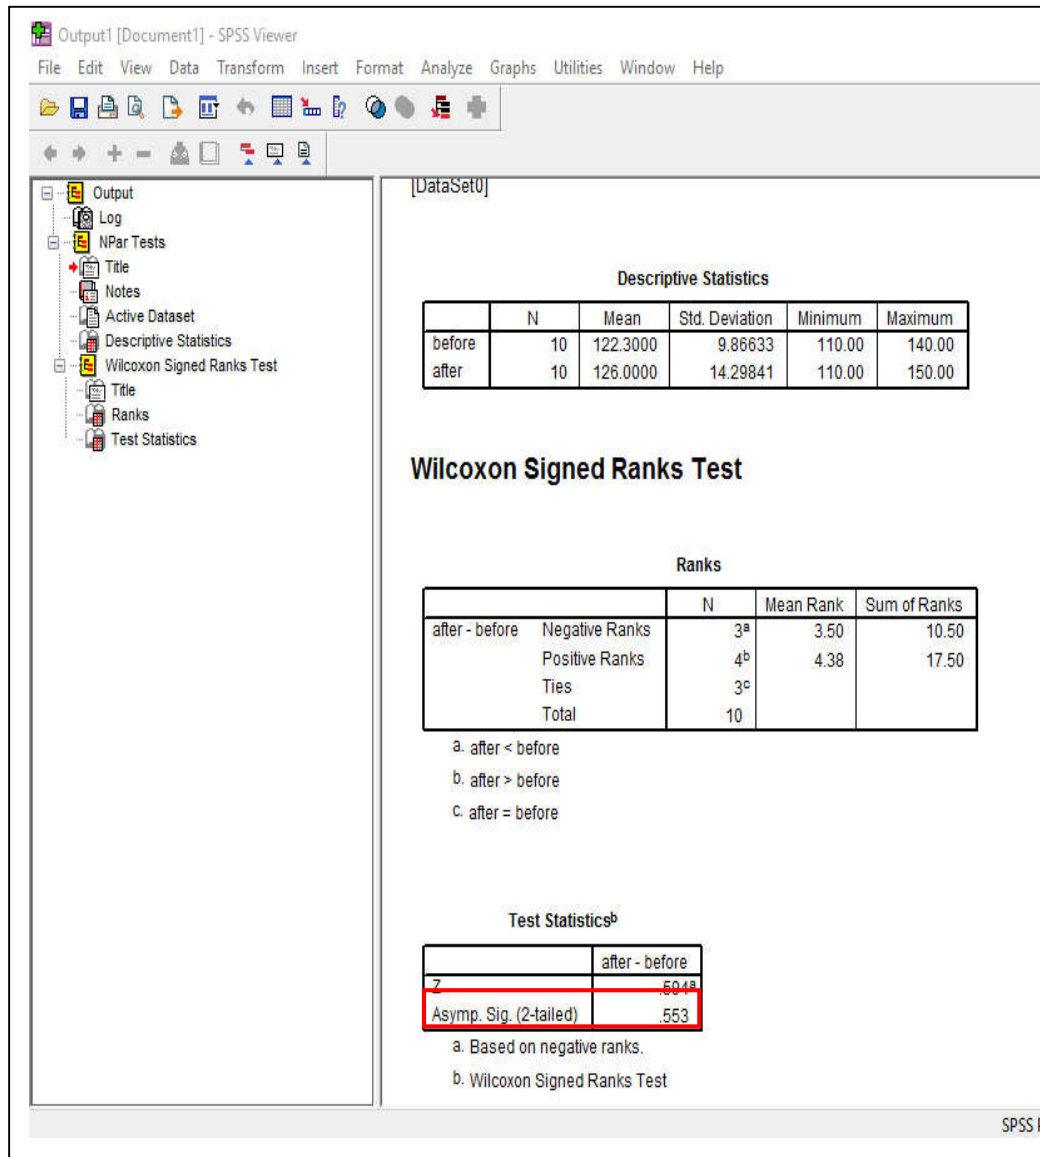 Output1 [Document1] - SPSS Viewer
File Edit View Data Transform Insert Format Analyze Graphs Utilities Window Help
Output
Log
NPar Tests
Title
Notes
Active Dataset
Descriptive Statistics
Wilcoxon Signed Ranks Test
Title
Ranks
Test Statistics
[DataSet0]
Descriptive Statistics
N Mean Std. Deviation Minimum Maximum
before 10 122.3000 9.86633 110.00 140.00
after 10 126.0000 14.29841 110.00 150.00
Wilcoxon Signed Ranks Test
Ranks
N Mean Rank Sum of Ranks
after - before Negative Ranks 3a 3.50 10.50
Positive Ranks 4b 4.38 17.50
Ties 3c
Total 10
a. after < before
b. after > before
c. after = before
Test Statisticsb
after - before
Z .594a
Asymp. Sig. (2-tailed) .553
a. Based on negative ranks.
b. Wilcoxon Signed Ranks Test
SPSS